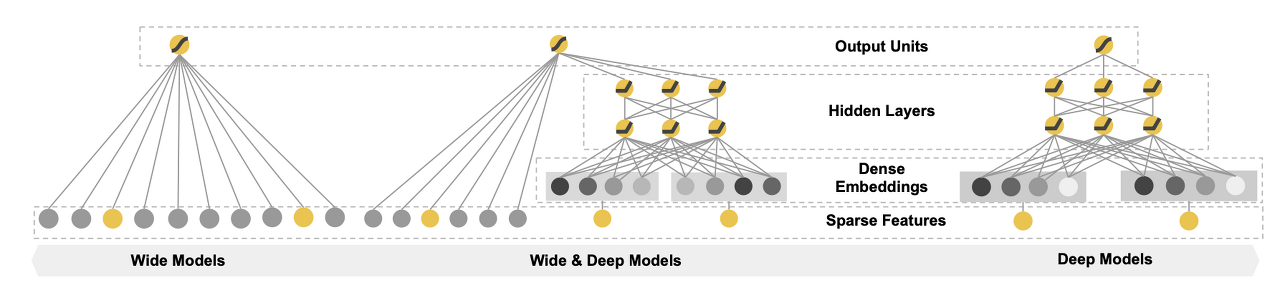 Output Units
Hidden Layers
Dense
Embeddings
Sparse Features
Wide Models
Wide & Deep Models
Deep Models